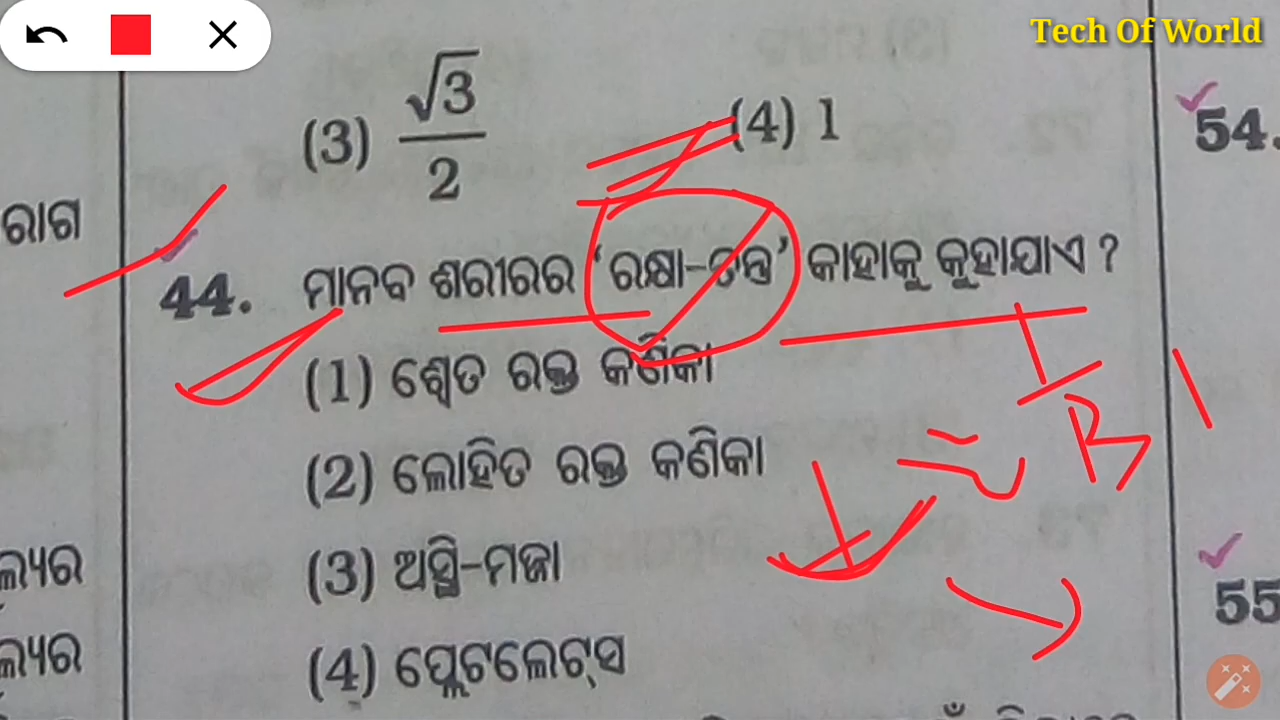 Tech Of World
(3) √3/2 (4) 1
54.
ରାଗ
44. ମାନବ ଶରୀରର ‘ରକ୍ଷା-ତନ୍ତ୍ର’ କାହାକୁ କୁହାଯାଏ ?
(1) ଶ୍ୱେତ ରକ୍ତ କଣିକା
(2) ଲୋହିତ ରକ୍ତ କଣିକା
(3) ଅସ୍ଥି-ମଜ୍ଜା
ଲ୍ୟର
55
(4) ପ୍ଲେଟଲେଟ୍‌ସ
ଲ୍ୟର